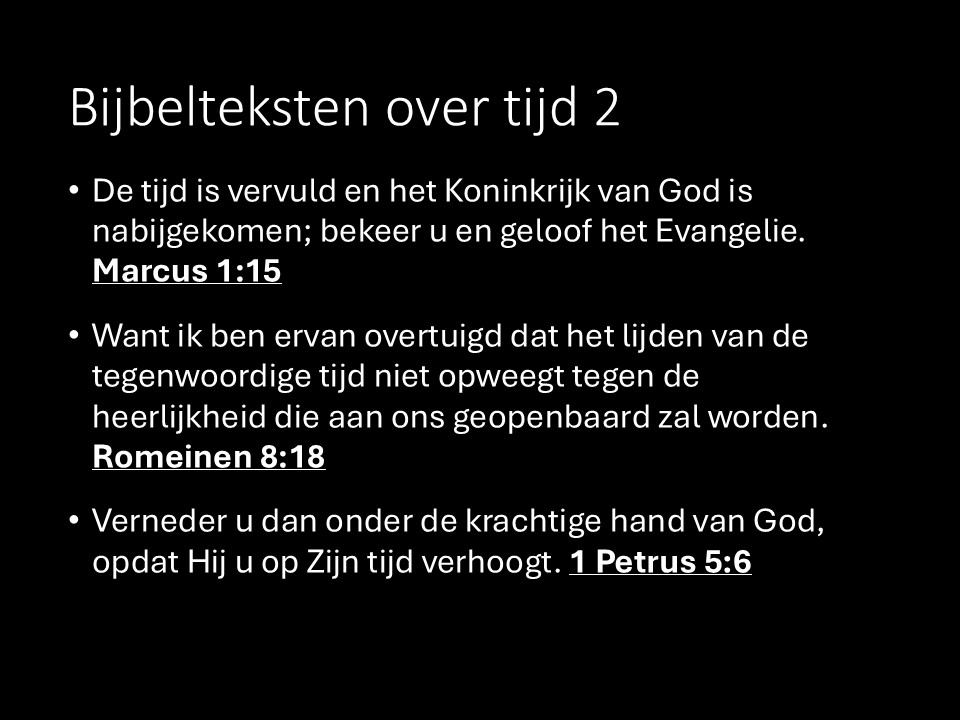 Bijbelteksten over tijd 2
• De tijd is vervuld en het Koninkrijk van God is
nabijgekomen; bekeer u en geloof het Evangelie.
Marcus 1:15
• Want ik ben ervan overtuigd dat het lijden van de
tegenwoordige tijd niet opweegt tegen de
heerlijkheid die aan ons geopenbaard zal worden.
Romeinen 8:18
• Verneder u dan onder de krachtige hand van God,
opdat Hij u op Zijn tijd verhoogt. 1 Petrus 5:6